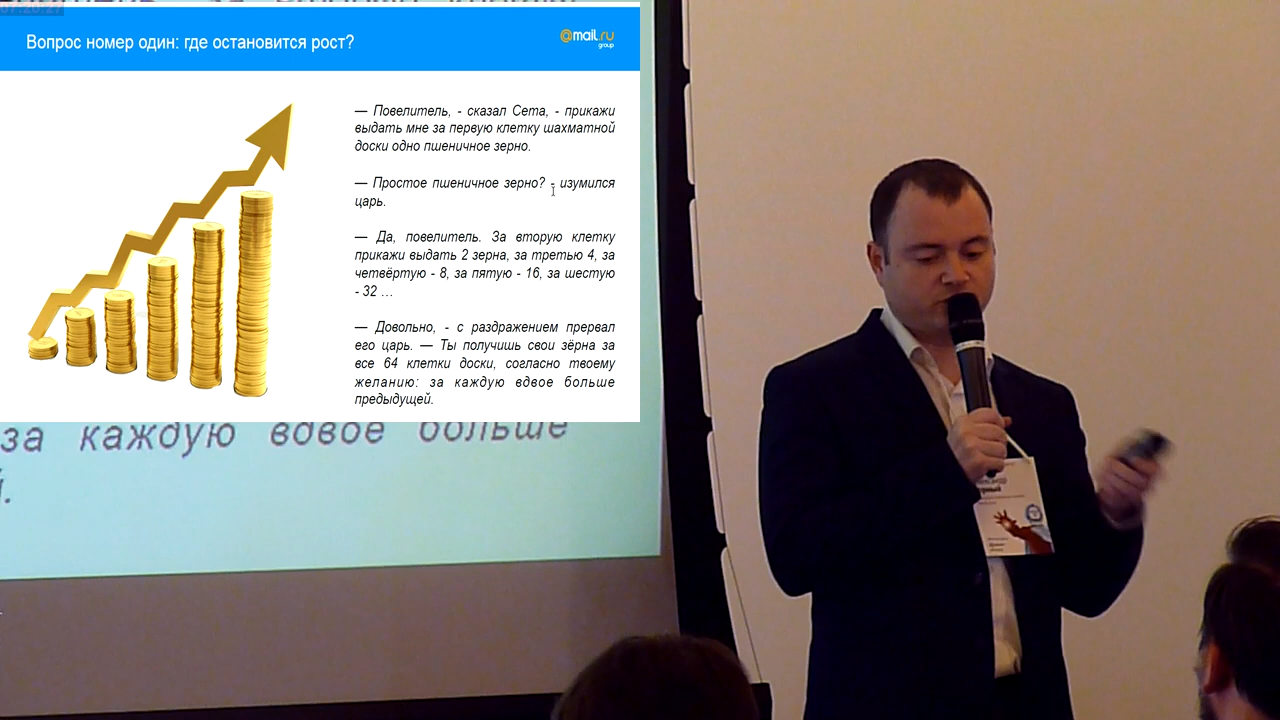 Вопрос номер один: где остановится рост?
@mail.ru
group
— Повелитель, - сказал Сета, - прикажи
выдать мне за первую клетку шахматной
доски одно пшеничное зерно.
— Простое пшеничное зерно? - изумился
царь.
— Да, повелитель. За вторую клетку
прикажи выдать 2 зерна, за третью 4, за
четвёртую - 8, за пятую - 16, за шестую
- 32 …
— Довольно, - с раздражением прервал
его царь. — Ты получишь свои зёрна за
все 64 клетки доски, согласно твоему
желанию: за каждую вдвое больше
предыдущей.
за каждую вдвое больше
й.